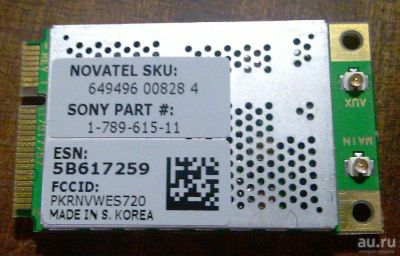 NOVATEL SKU:
649496 00828 4
SONY PART #:
1-789-615-11
ESN:
5B617259
FCCID:
PKRNVWES720
MADE IN S. KOREA
AUX
MAIN
au.ru